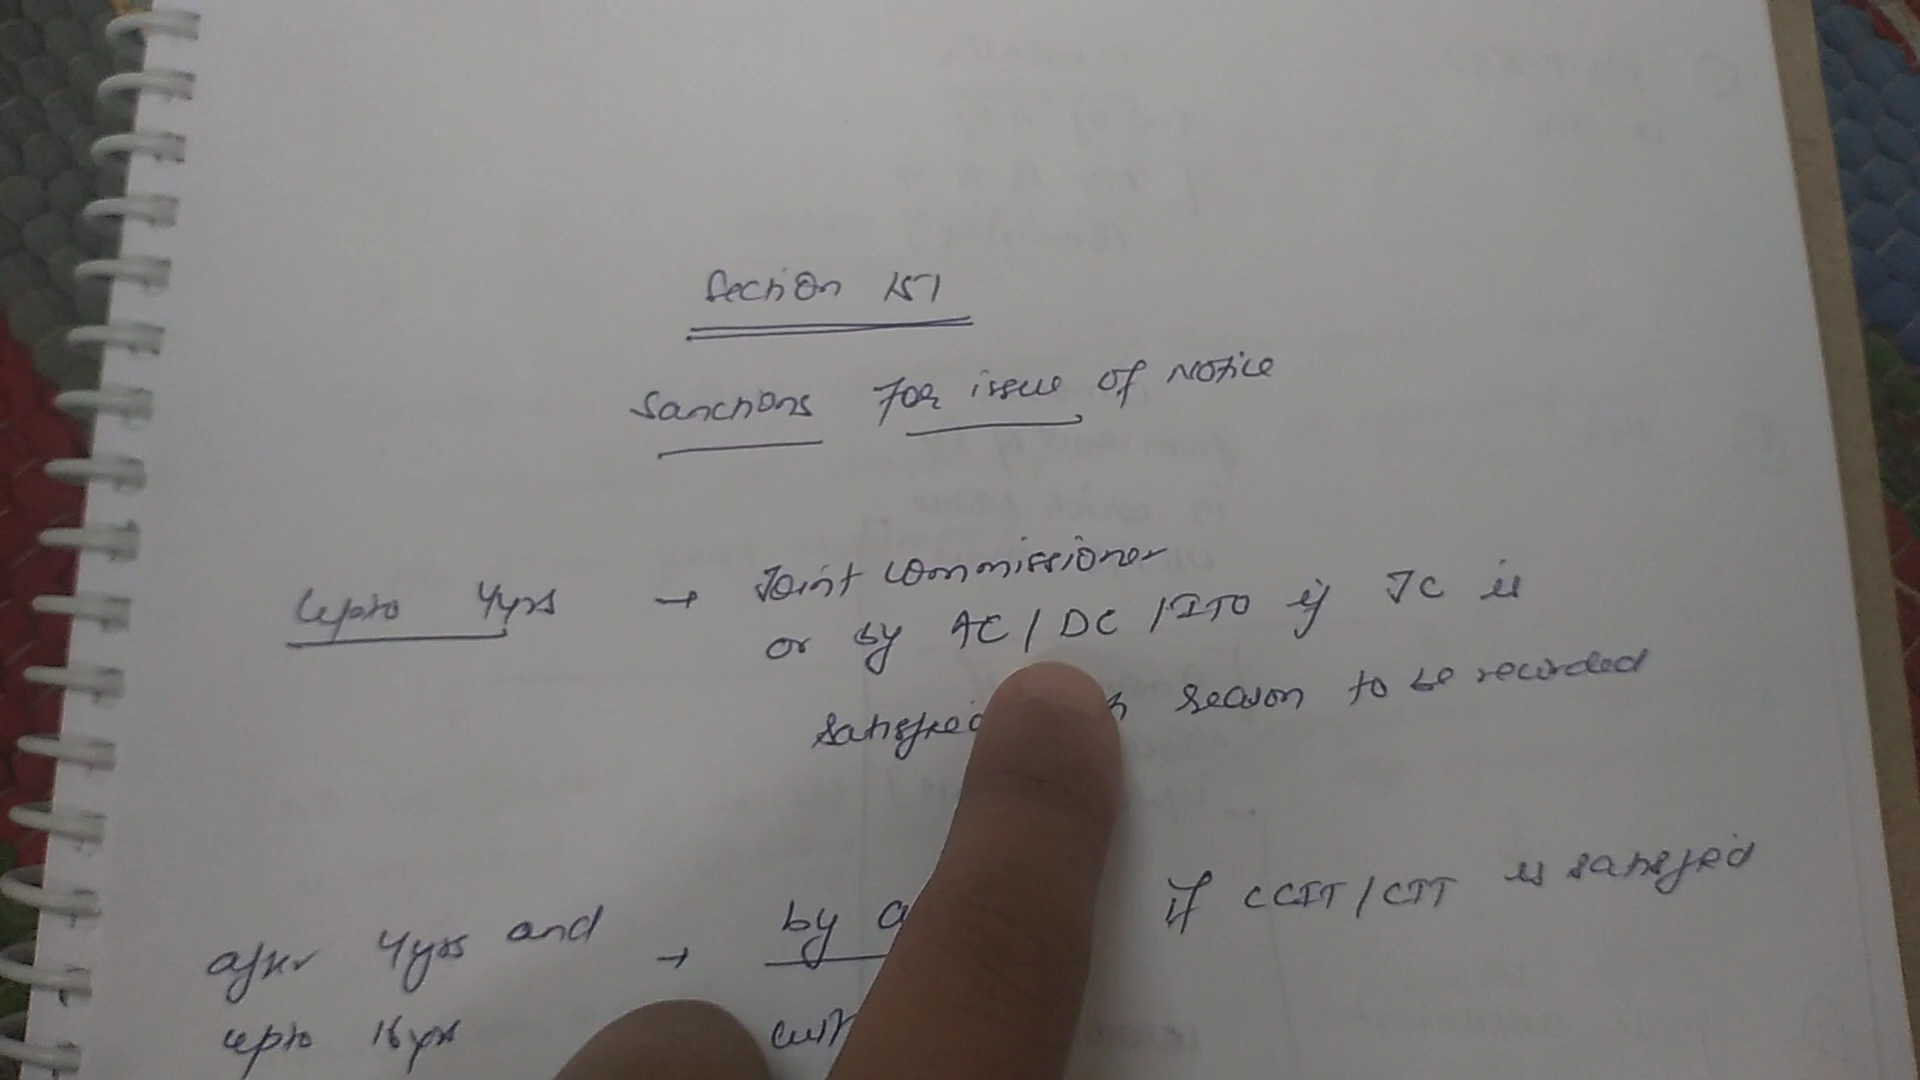 Section 151
Sanctions for issue of notice
upto 4yrs → Joint commissioner
or by AC / DC / ITO if JC is
satisfied reason to be recorded
after 4yrs and → by if CCIT / CIT is satisfied
upto 16yrs